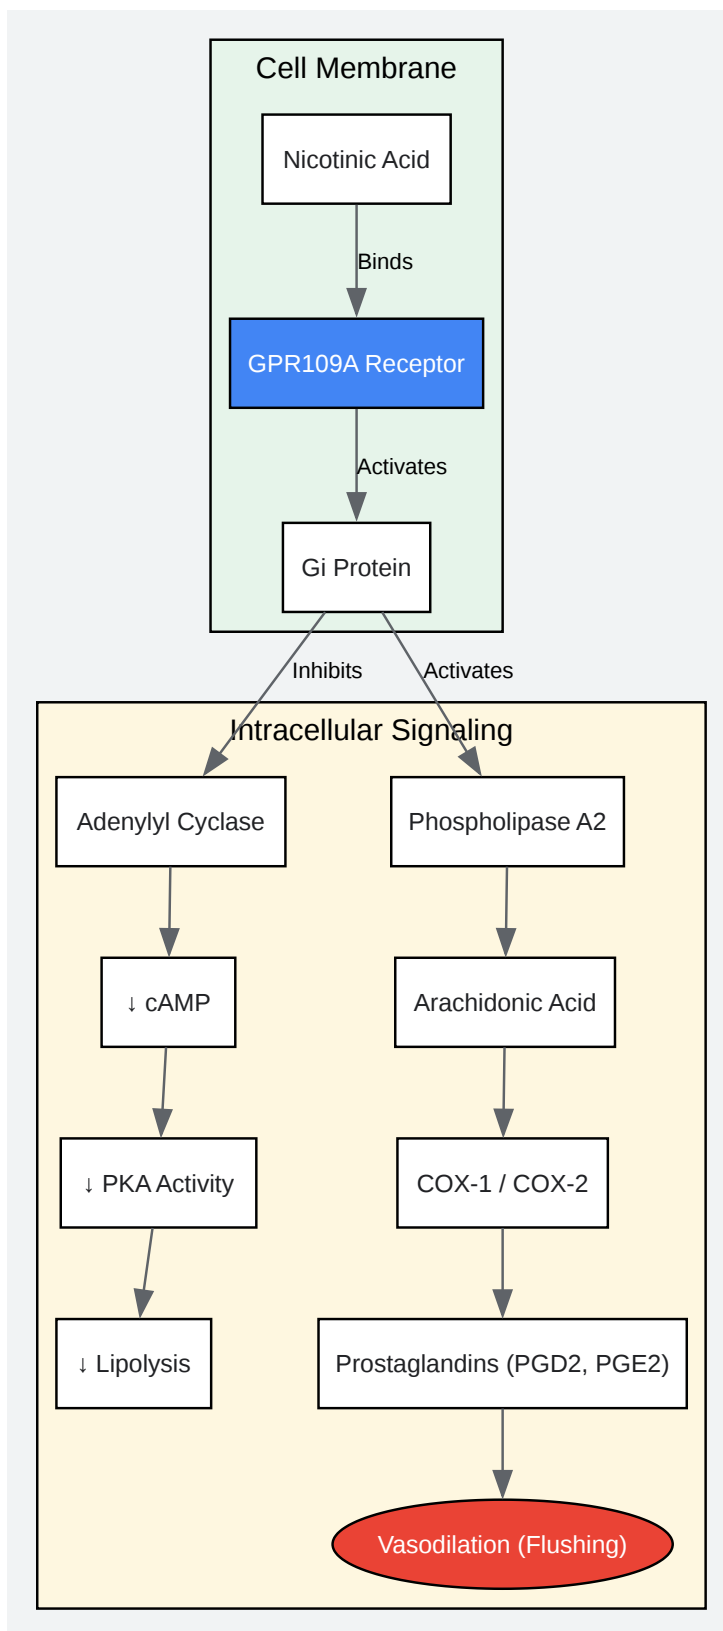 Cell Membrane
Nicotinic Acid
Binds
GPR109A Receptor
Activates
Gi Protein
Inhibits
Activates
Intracellular Signaling
Adenylyl Cyclase
Phospholipase A2
↓ cAMP
Arachidonic Acid
↓ PKA Activity
COX-1 / COX-2
↓ Lipolysis
Prostaglandins (PGD2, PGE2)
Vasodilation (Flushing)